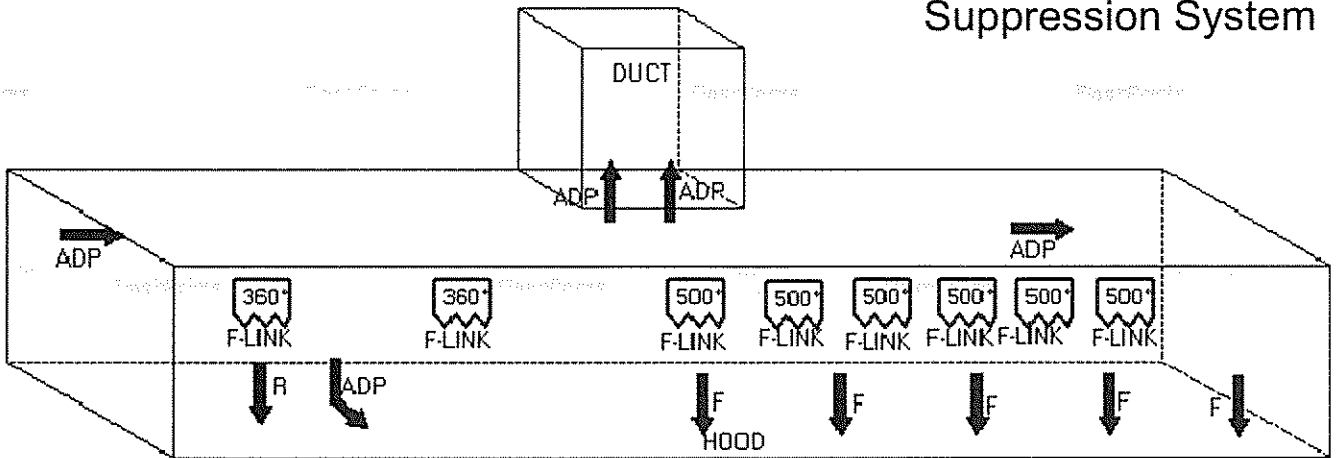 Suppression System
DUCT
ADP ADP
ADP ADP
360° 360° 500° 500° 500° 500° 500° 500°
F-LINK F-LINK F-LINK F-LINK F-LINK F-LINK F-LINK F-LINK
R ADP F F F F F
HOOD